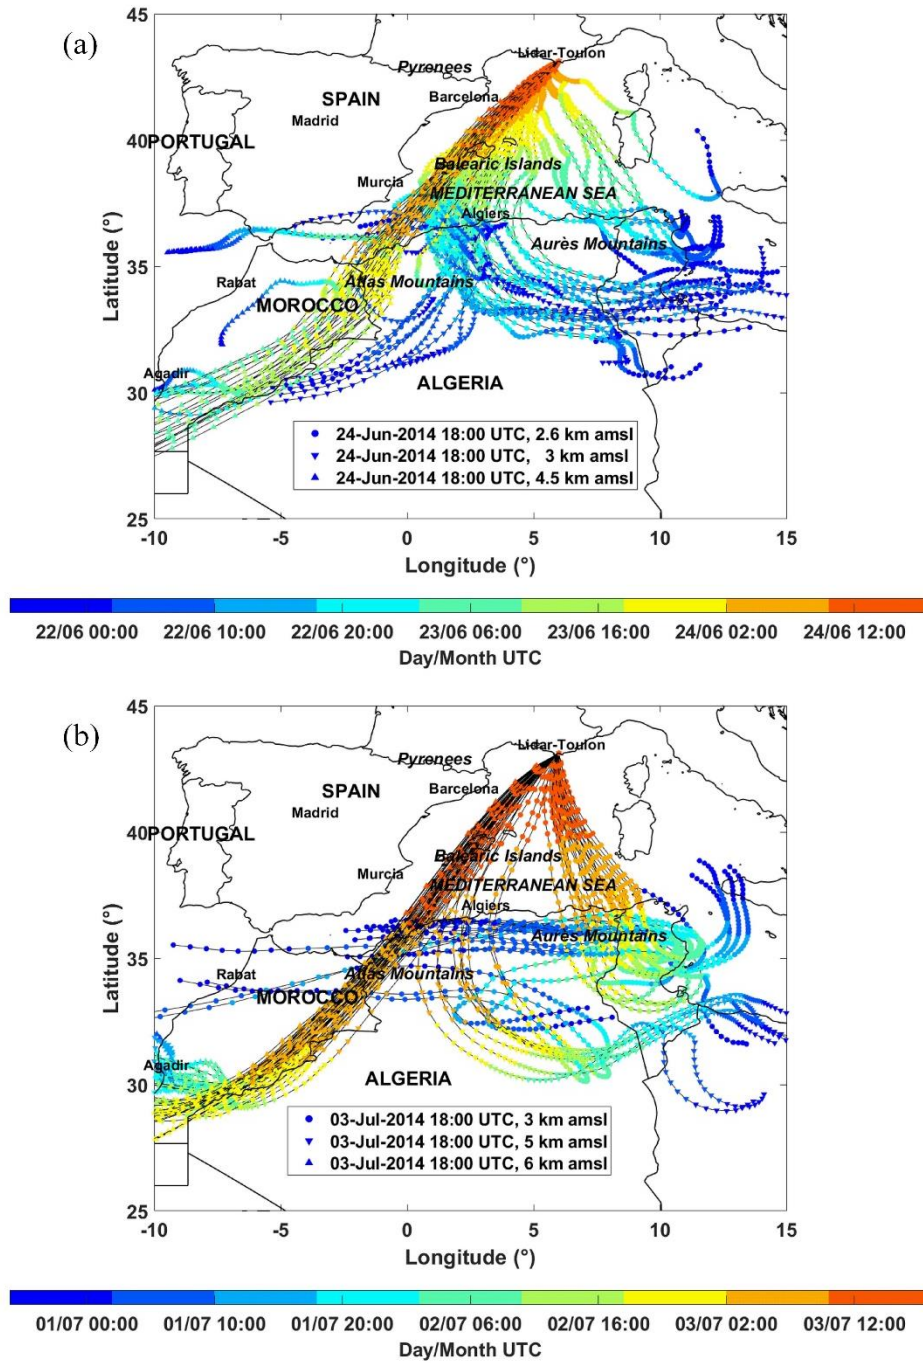 (a)
45
40
35
30
25
Latitude (°)
Lidar-Toulon
Pyrenees
SPAIN
Barcelona
Madrid
PORTUGAL
Balearic Islands
Murcia
MEDITERRANEAN SEA
Algiers
Aurès Mountains
Rabat
Atlas Mountains
MOROCCO
Agadir
ALGERIA
24-Jun-2014 18:00 UTC, 2.6 km amsl
24-Jun-2014 18:00 UTC, 3 km amsl
24-Jun-2014 18:00 UTC, 4.5 km amsl
-10 -5 0 5 10 15
Longitude (°)
22/06 00:00 22/06 10:00 22/06 20:00 23/06 06:00 23/06 16:00 24/06 02:00 24/06 12:00
Day/Month UTC
(b)
45
40
35
30
25
Latitude (°)
Lidar-Toulon
Pyrenees
SPAIN
Barcelona
Madrid
PORTUGAL
Balearic Islands
Murcia
MEDITERRANEAN SEA
Algiers
Aurès Mountains
Rabat
Atlas Mountains
MOROCCO
Agadir
ALGERIA
03-Jul-2014 18:00 UTC, 3 km amsl
03-Jul-2014 18:00 UTC, 5 km amsl
03-Jul-2014 18:00 UTC, 6 km amsl
-10 -5 0 5 10 15
Longitude (°)
01/07 00:00 01/07 10:00 01/07 20:00 02/07 06:00 02/07 16:00 03/07 02:00 03/07 12:00
Day/Month UTC